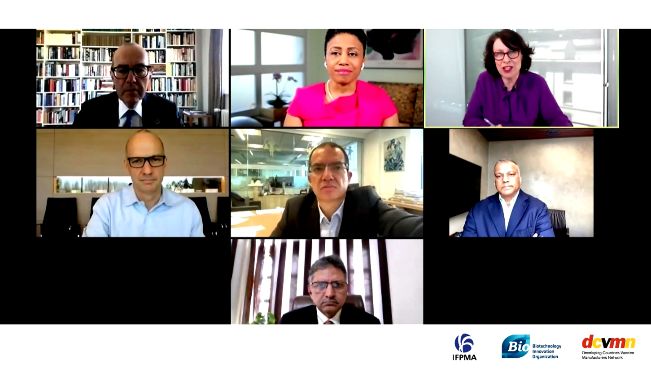 IFPMA
Bio
Biotechnology
Innovation
Organization
dcvmn
Developing Countries Vaccine
Manufacturers Network